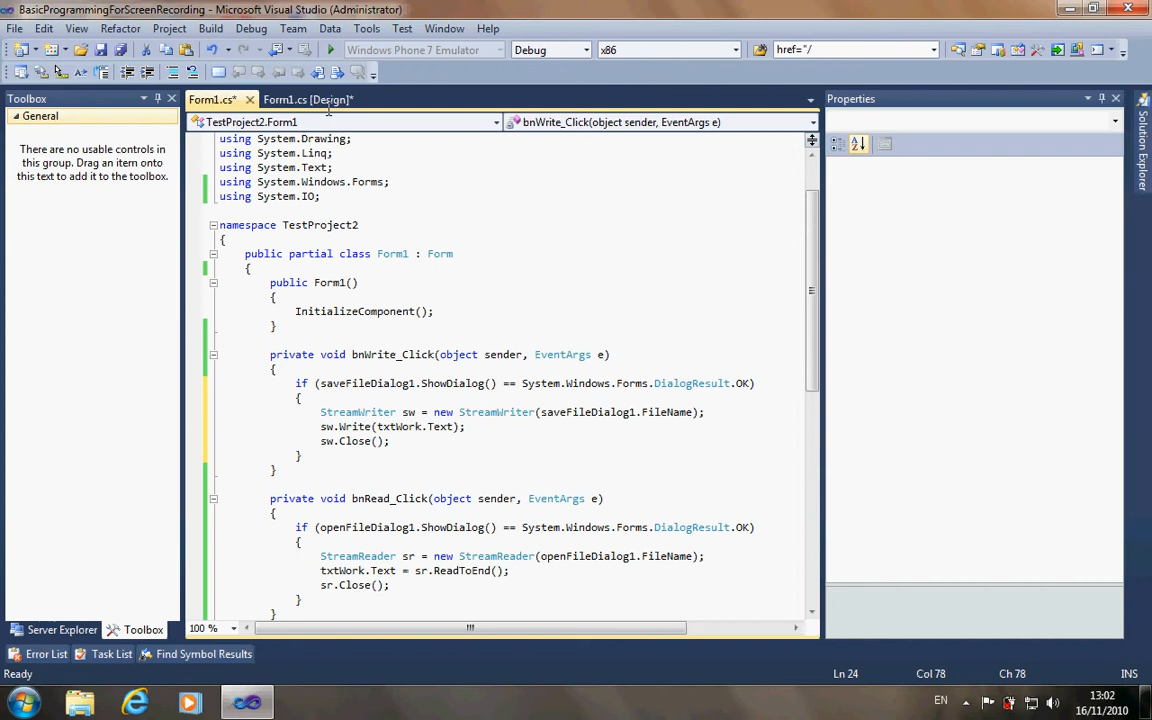 BasicProgrammingForScreenRecording - Microsoft Visual Studio (Administrator)
File Edit View Refactor Project Build Debug Team Data Tools Test Window Help
Windows Phone 7 Emulator Debug x86 href="/
Toolbox
Form1.cs* Form1.cs [Design]*
Properties
General
TestProject2.Form1 bnWrite_Click(object sender, EventArgs e)
There are no usable controls in
this group. Drag an item onto
this text to add it to the toolbox.
using System.Drawing;
using System.Linq;
using System.Text;
using System.Windows.Forms;
using System.IO;
namespace TestProject2
{
public partial class Form1 : Form
{
public Form1()
{
InitializeComponent();
}
private void bnWrite_Click(object sender, EventArgs e)
{
if (saveFileDialog1.ShowDialog() == System.Windows.Forms.DialogResult.OK)
{
StreamWriter sw = new StreamWriter(saveFileDialog1.FileName);
sw.Write(txtWork.Text);
sw.Close();
}
}
private void bnRead_Click(object sender, EventArgs e)
{
if (openFileDialog1.ShowDialog() == System.Windows.Forms.DialogResult.OK)
{
StreamReader sr = new StreamReader(openFileDialog1.FileName);
txtWork.Text = sr.ReadToEnd();
sr.Close();
}
}
Solution Explorer
100 %
Server Explorer Toolbox
Error List Task List Find Symbol Results
Ready Ln 24 Col 78 Ch 78 INS
EN
13:02
16/11/2010